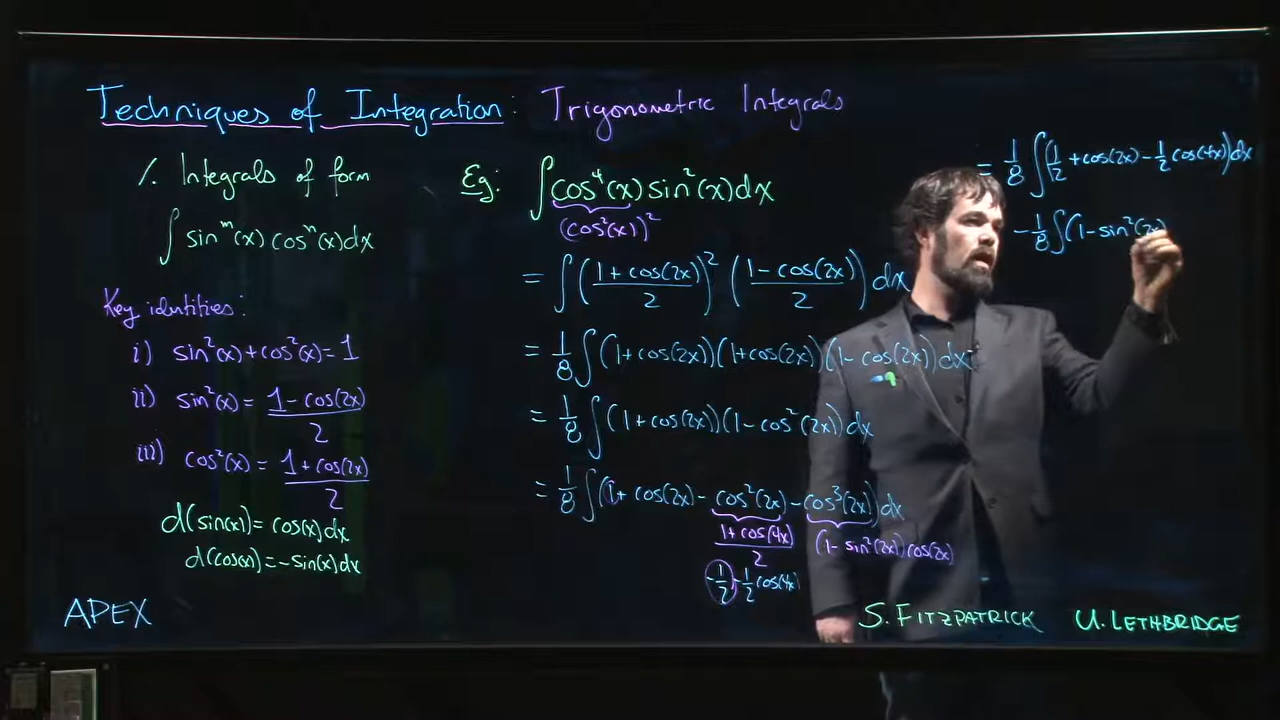 Techniques of Integration: Trigonometric Integrals
1. Integrals of form
∫ sin^m(x) cos^n(x) dx
Key identities:
i) sin²(x) + cos²(x) = 1
ii) sin²(x) = (1 - cos(2x))/2
iii) cos²(x) = (1 + cos(2x))/2
d(sin(x)) = cos(x) dx
d(cos(x)) = -sin(x) dx
APEX
Eg: ∫ cos⁴(x) sin²(x) dx
(cos²(x))²
= ∫ ((1 + cos(2x))/2)² ((1 - cos(2x))/2) dx
= 1/8 ∫ (1 + cos(2x))(1 + cos(2x))(1 - cos(2x)) dx
= 1/8 ∫ (1 + cos(2x))(1 - cos²(2x)) dx
= 1/8 ∫ (1 + cos(2x) - cos²(2x) - cos³(2x)) dx
(1 + cos(4x))/2 (1 - sin²(2x)) cos(2x)
-1/2 - 1/2 cos(4x)
= 1/8 ∫ (1/2 + cos(2x) - 1/2 cos(4x)) dx
- 1/8 ∫ (1 - sin²(2x)
S. FITZPATRICK U. LETHBRIDGE